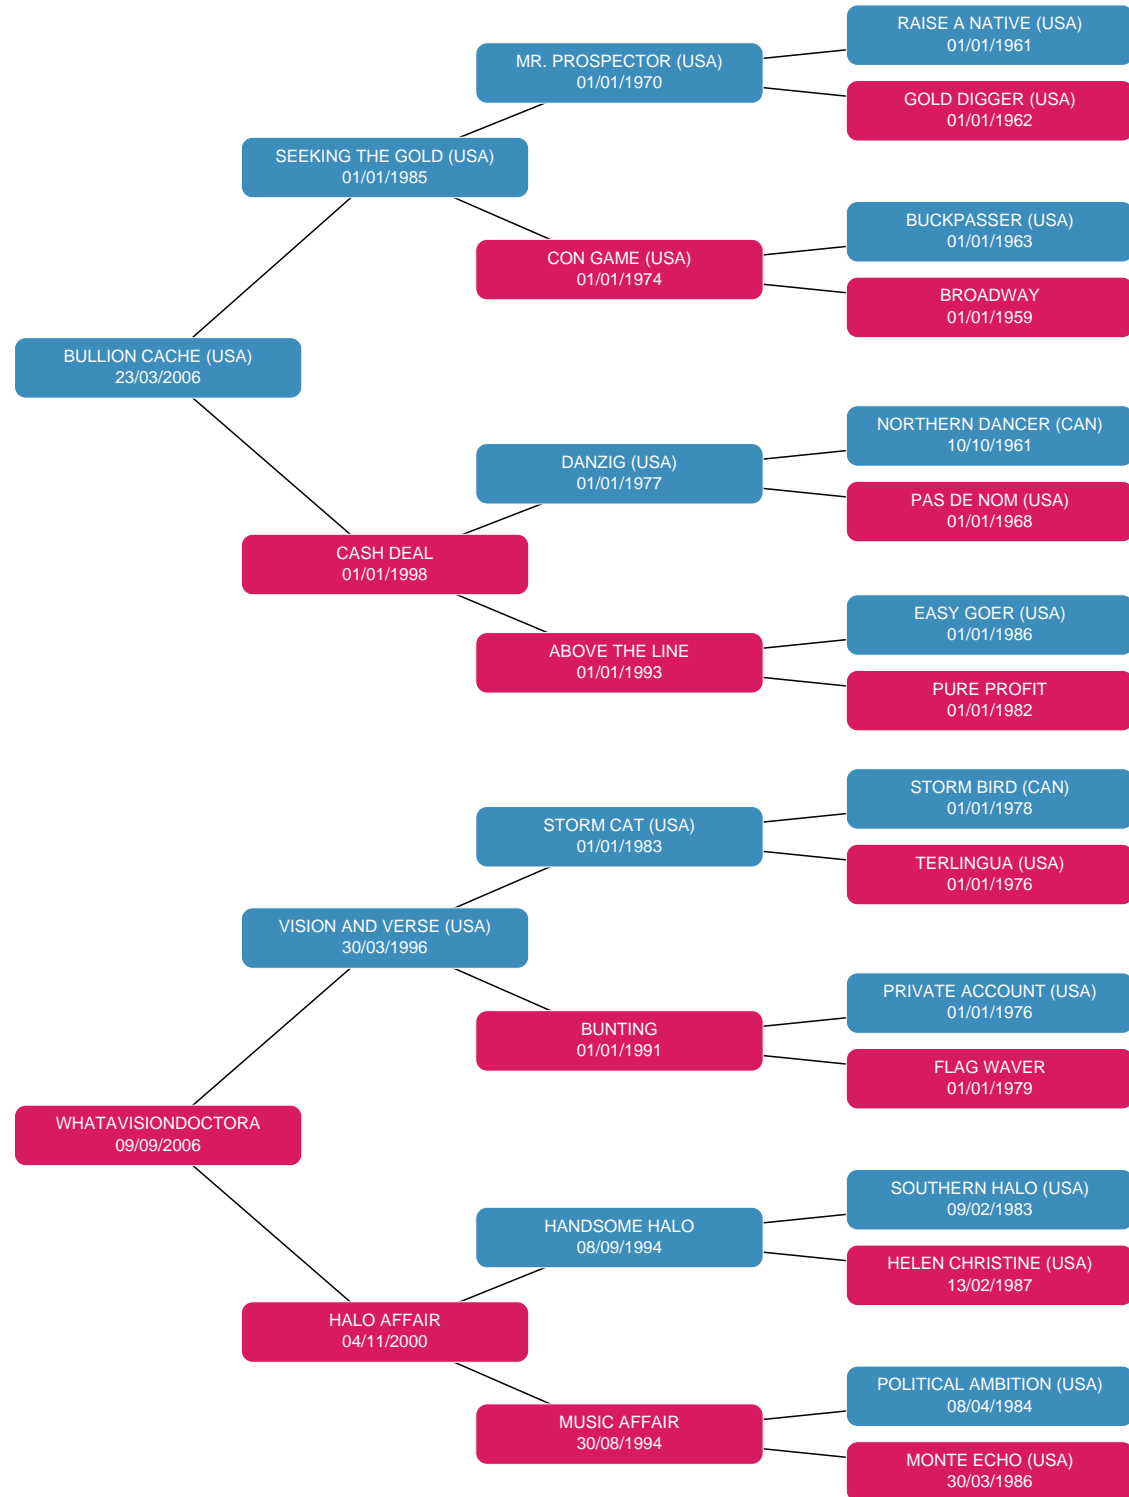 RAISE A NATIVE (USA)
01/01/1961
MR. PROSPECTOR (USA)
01/01/1970
GOLD DIGGER (USA)
01/01/1962
SEEKING THE GOLD (USA)
01/01/1985
BUCKPASSER (USA)
01/01/1963
CON GAME (USA)
01/01/1974
BROADWAY
01/01/1959
BULLION CACHE (USA)
23/03/2006
NORTHERN DANCER (CAN)
10/10/1961
DANZIG (USA)
01/01/1977
PAS DE NOM (USA)
01/01/1968
CASH DEAL
01/01/1998
EASY GOER (USA)
01/01/1986
ABOVE THE LINE
01/01/1993
PURE PROFIT
01/01/1982
STORM BIRD (CAN)
01/01/1978
STORM CAT (USA)
01/01/1983
TERLINGUA (USA)
01/01/1976
VISION AND VERSE (USA)
30/03/1996
PRIVATE ACCOUNT (USA)
01/01/1976
BUNTING
01/01/1991
FLAG WAVER
01/01/1979
WHATAVISIONDOCTORA
09/09/2006
SOUTHERN HALO (USA)
09/02/1983
HANDSOME HALO
08/09/1994
HELEN CHRISTINE (USA)
13/02/1987
HALO AFFAIR
04/11/2000
POLITICAL AMBITION (USA)
08/04/1984
MUSIC AFFAIR
30/08/1994
MONTE ECHO (USA)
30/03/1986